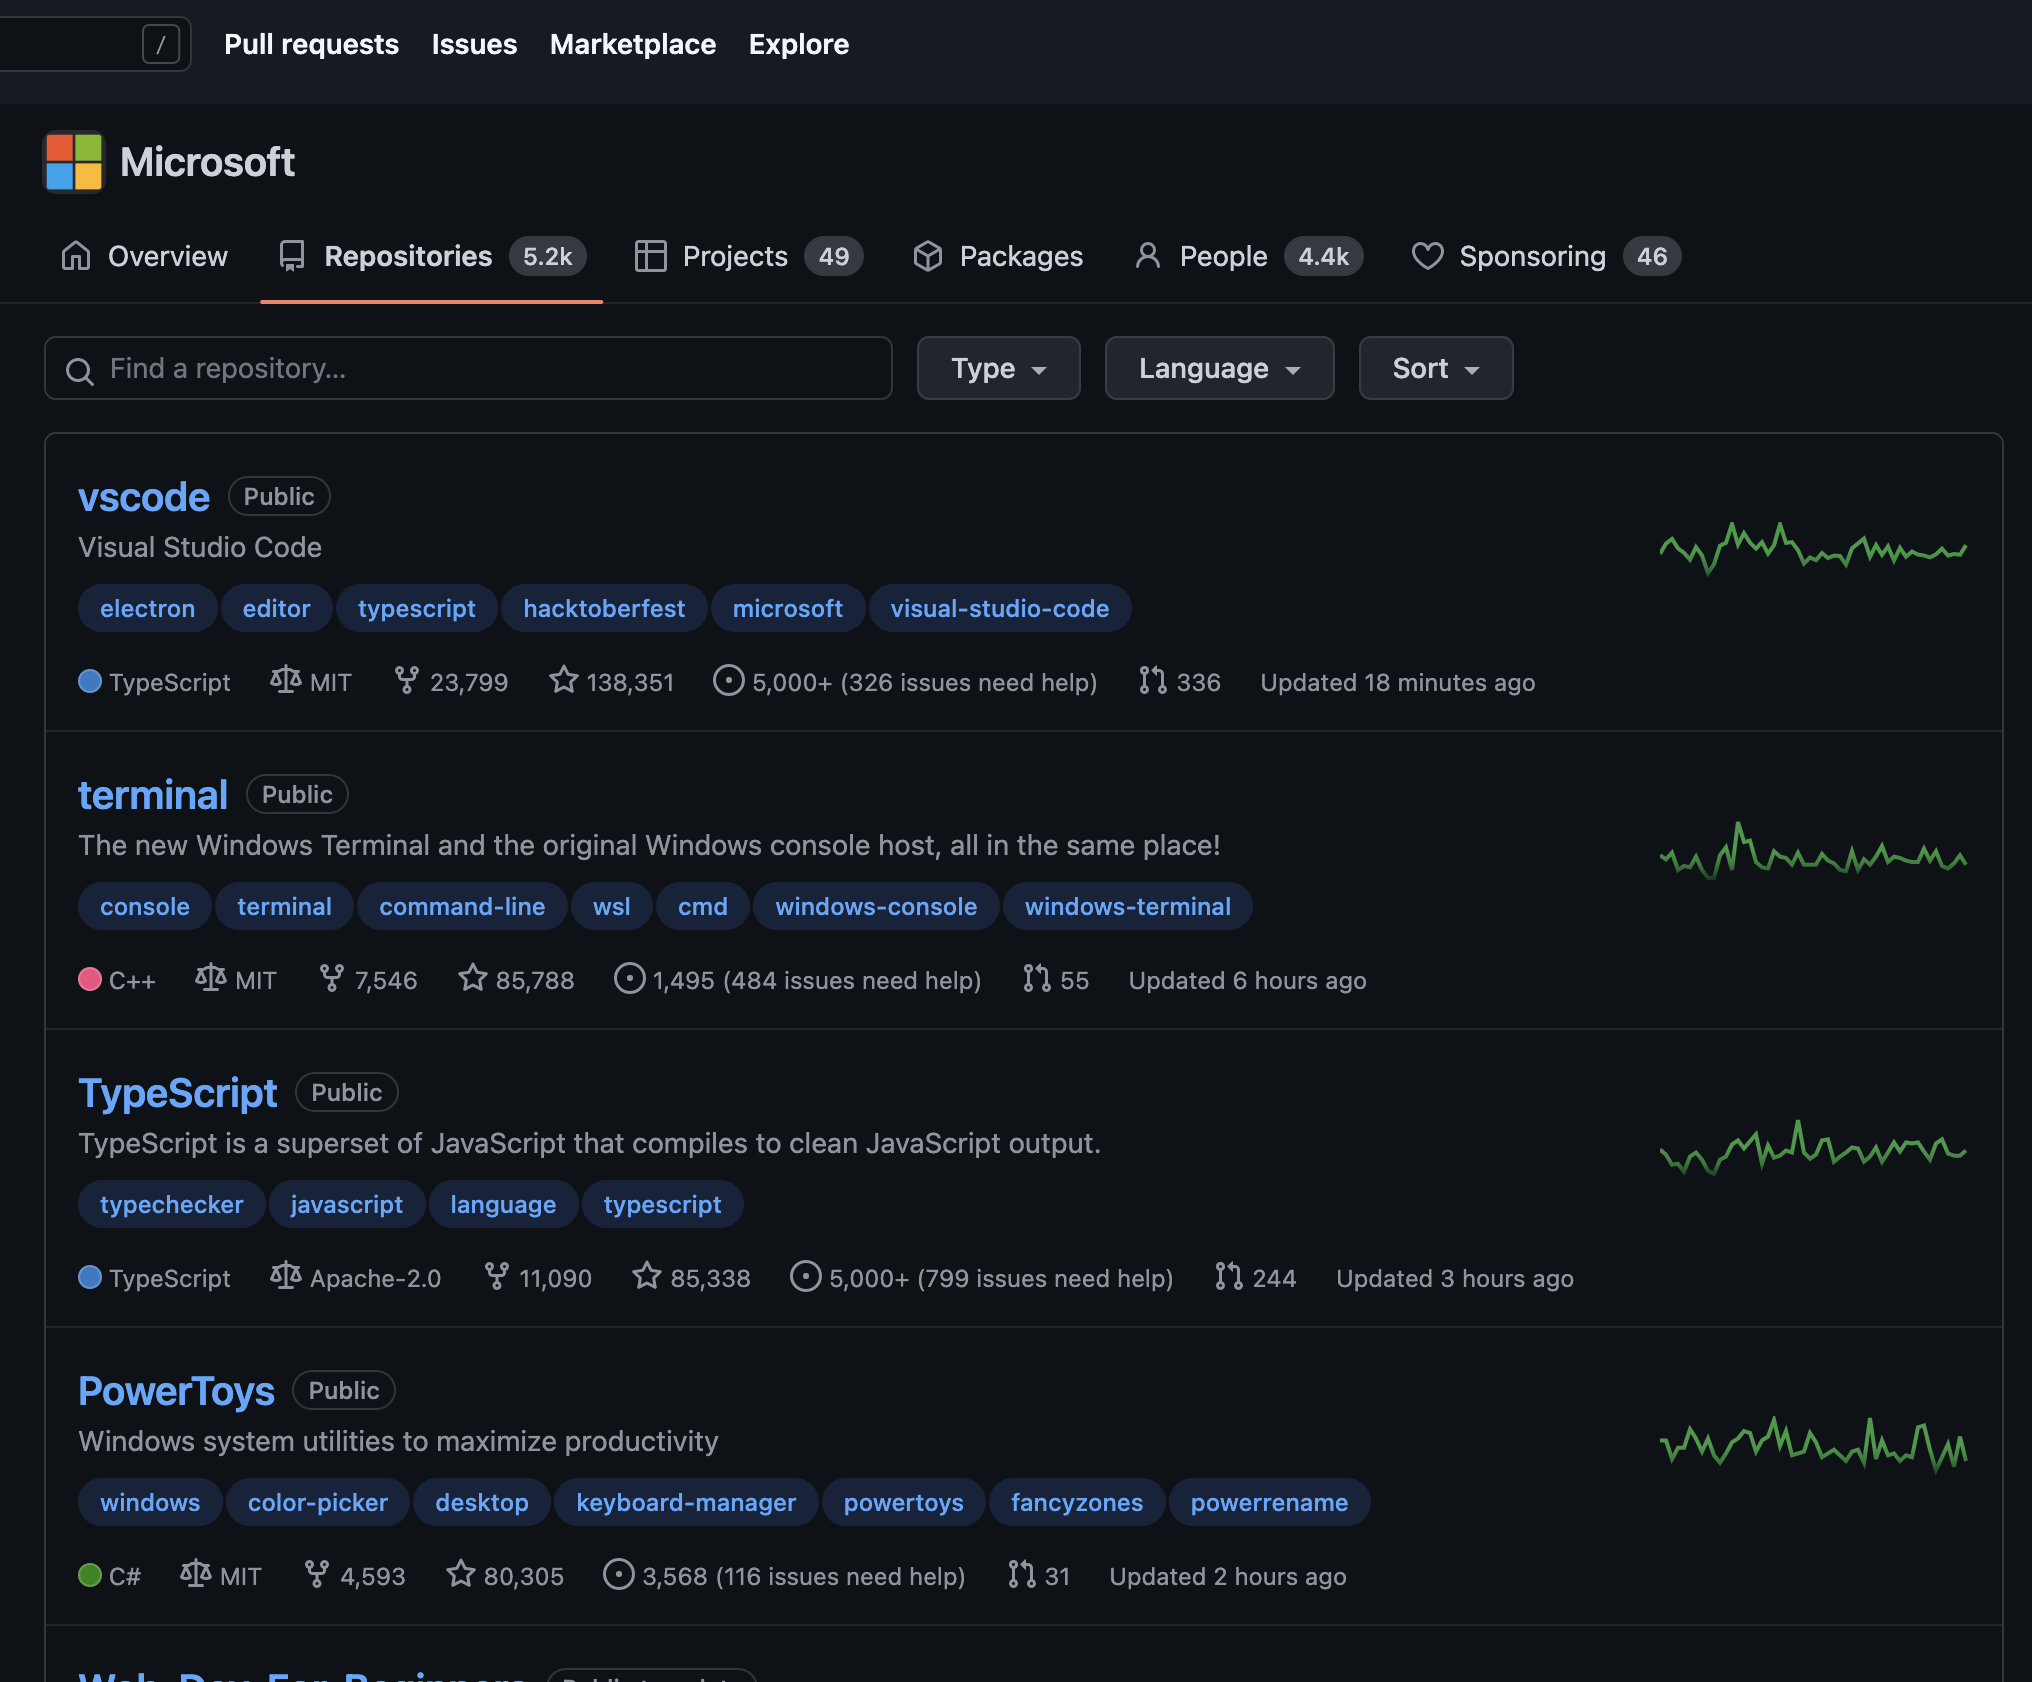 / Pull requests Issues Marketplace Explore
Microsoft
Overview Repositories 5.2k Projects 49 Packages People 4.4k Sponsoring 46
Find a repository... Type Language Sort
vscode Public
Visual Studio Code
electron editor typescript hacktoberfest microsoft visual-studio-code
TypeScript MIT 23,799 138,351 5,000+ (326 issues need help) 336 Updated 18 minutes ago
terminal Public
The new Windows Terminal and the original Windows console host, all in the same place!
console terminal command-line wsl cmd windows-console windows-terminal
C++ MIT 7,546 85,788 1,495 (484 issues need help) 55 Updated 6 hours ago
TypeScript Public
TypeScript is a superset of JavaScript that compiles to clean JavaScript output.
typechecker javascript language typescript
TypeScript Apache-2.0 11,090 85,338 5,000+ (799 issues need help) 244 Updated 3 hours ago
PowerToys Public
Windows system utilities to maximize productivity
windows color-picker desktop keyboard-manager powertoys fancyzones powerrename
C# MIT 4,593 80,305 3,568 (116 issues need help) 31 Updated 2 hours ago
Web-Dev-For-Beginners Public template